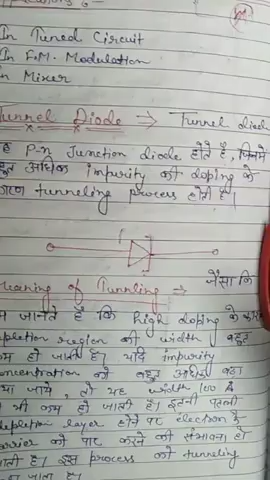 In Tuned Circuit
In F.M. Modulation
in Mixer
Tunnel Diode → Tunnel diode
P-n Junction diode होते है, जिनमे
बहुत अधिक impurity की doping के
कारण tunneling process होती है।
Meaning of Tunnling → जैसा कि
हम जानते है कि high doping के कारण
depletion region की width बहुत
कम हो जाती है। यदि impurity
concentration को बहुत अधिक बढा
दिया जाये, तो यह width 100 Å
से भी कम हो जाती है। इतनी पतली
depletion layer होने पर electron के
barrier को पार करने की संभावना हो
जाती है। इस process को tunneling